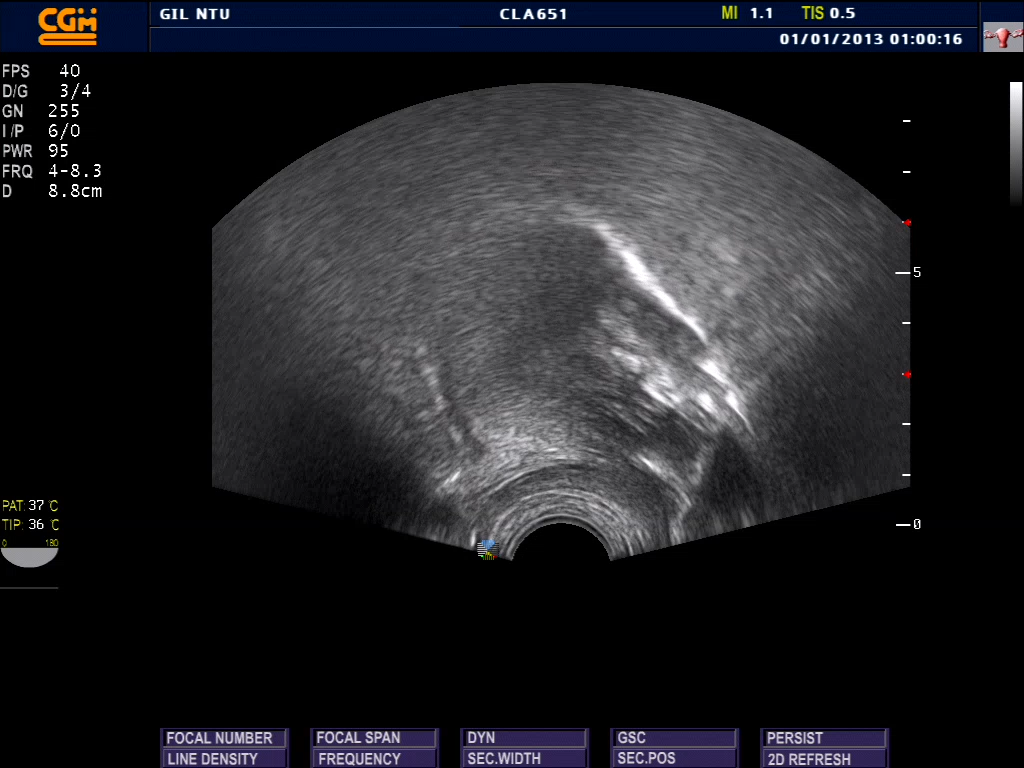 CGM
GIL NTU CLA651 MI 1.1 TIS 0.5
01/01/2013 01:00:16
FPS 40
D/G 3/4
GN 255
I/P 6/0
PWR 95
FRQ 4-8.3
D 8.8cm
5
PAT: 37 °C
TIP: 36 °C
0 180
0
FOCAL NUMBER FOCAL SPAN DYN GSC PERSIST
LINE DENSITY FREQUENCY SEC.WIDTH SEC.POS 2D REFRESH